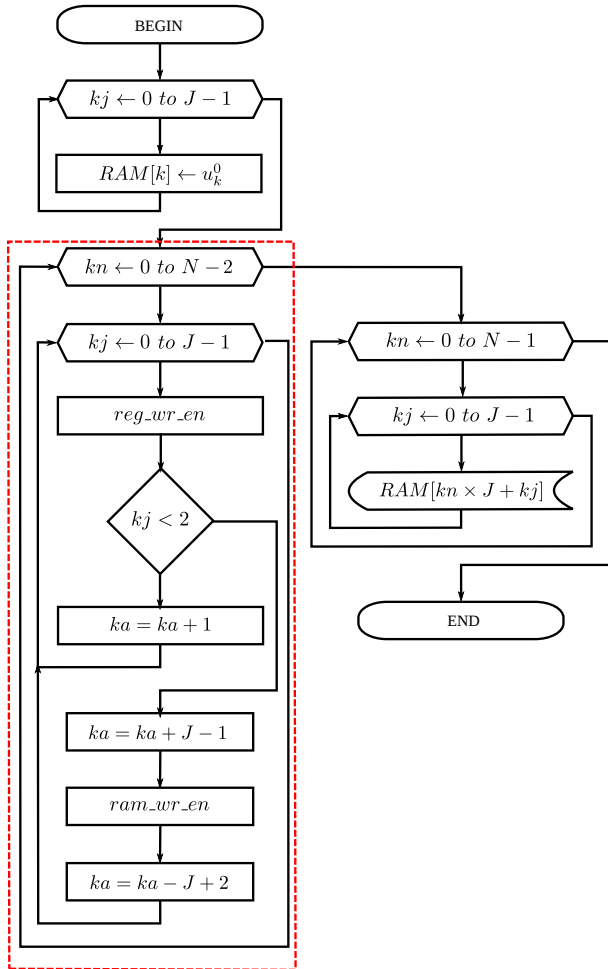 BEGIN
kj ← 0 to J − 1
RAM[k] ← u_k^0
kn ← 0 to N − 2
kj ← 0 to J − 1
reg_wr_en
kj < 2
ka = ka + 1
ka = ka + J − 1
ram_wr_en
ka = ka − J + 2
kn ← 0 to N − 1
kj ← 0 to J − 1
RAM[kn × J + kj]
END